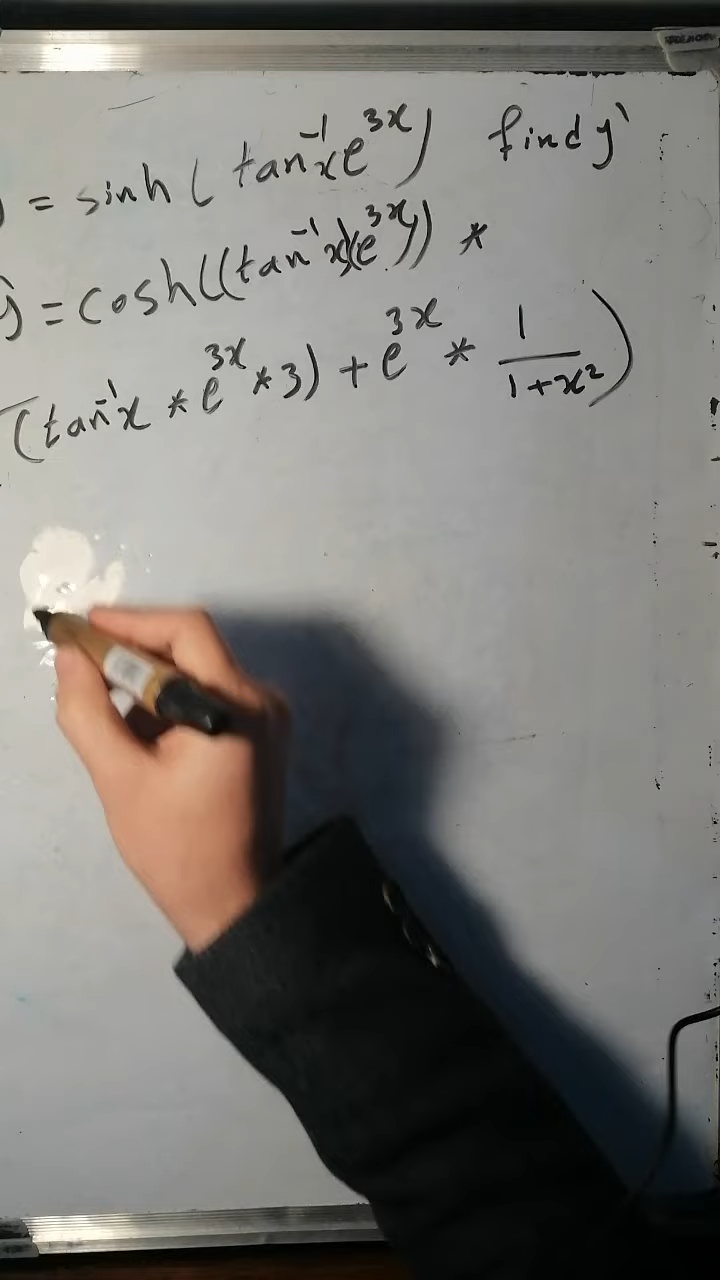 y = sinh ( tan⁻¹x e³ˣ ) find y'
y' = cosh((tan⁻¹x)(e³ˣ)) *
((tan⁻¹x * e³ˣ * 3) + e³ˣ * 1/(1+x²))